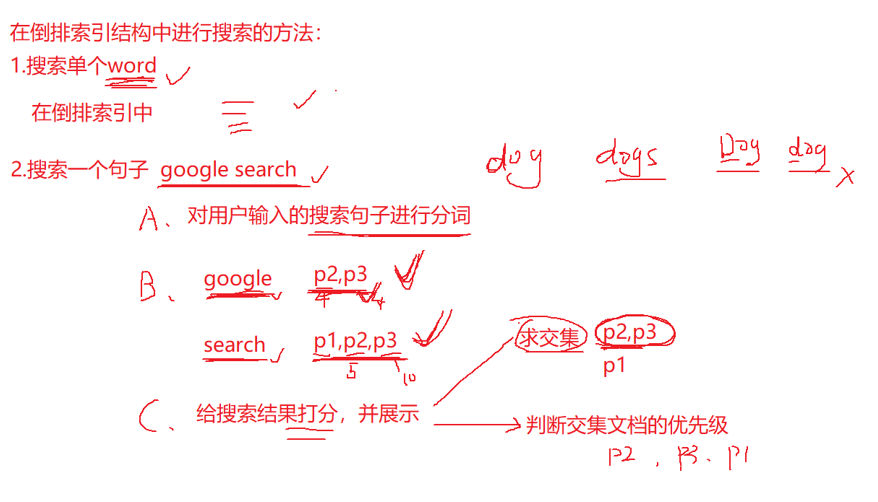 在倒排索引结构中进行搜索的方法：
1.搜索单个word
在倒排索引中
2.搜索一个句子 google search
dog dogs Dog dog x
A、对用户输入的搜索句子进行分词
B、google p2,p3
4 4
search p1,p2,p3
5 10
求交集 p2,p3
p1
C、给搜索结果打分，并展示
判断交集文档的优先级
p2，p3、p1